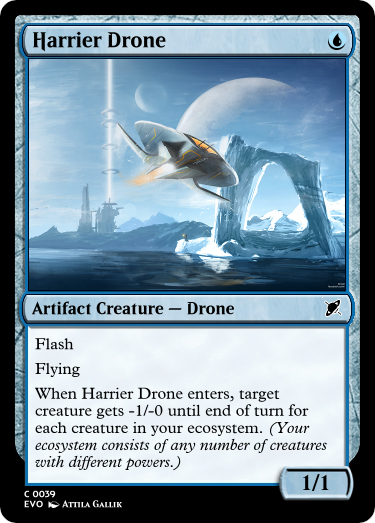 Harrier Drone
Artifact Creature — Drone
Flash
Flying
When Harrier Drone enters, target
creature gets -1/-0 until end of turn for
each creature in your ecosystem. (Your
ecosystem consists of any number of creatures
with different powers.)
1/1
C 0039
EVO Attila Gallik